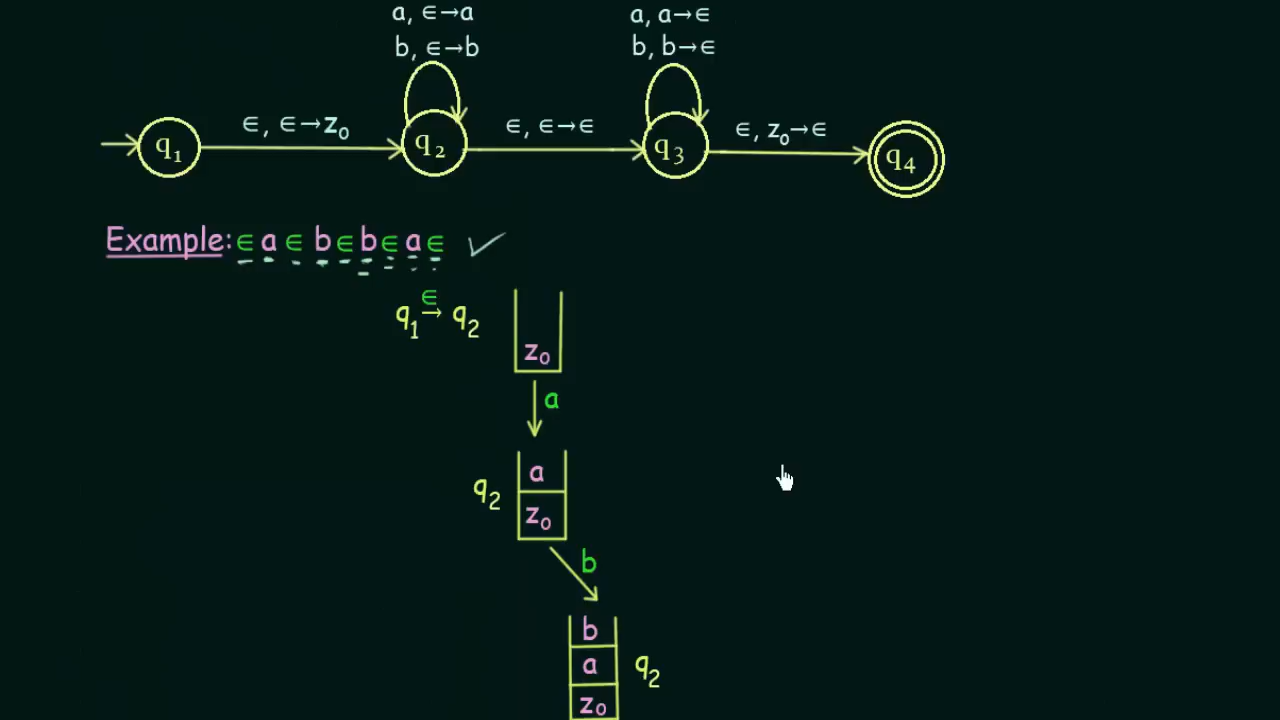 a, ∈→a
b, ∈→b
a, a→∈
b, b→∈
∈, ∈→z₀
∈, ∈→∈
∈, z₀→∈
q₁
q₂
q₃
q₄
Example: ∈ a ∈ b ∈ b ∈ a ∈ ✓
∈
q₁ → q₂
z₀
a
a
q₂
z₀
b
b
a
q₂
z₀